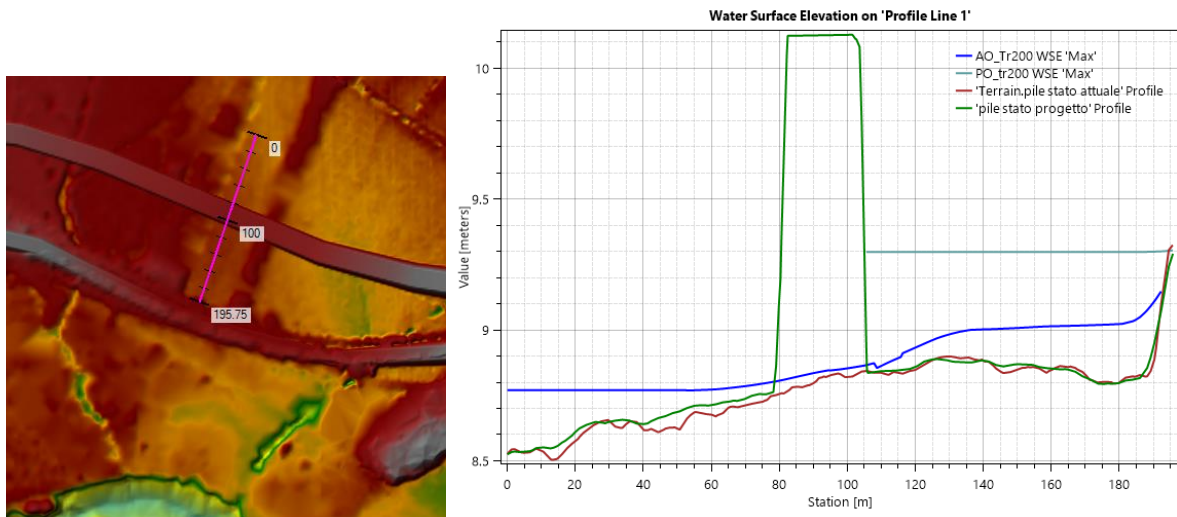 0
100
195.75
Water Surface Elevation on 'Profile Line 1'
AO_Tr200 WSE 'Max'
PO_tr200 WSE 'Max'
'Terrain.pile stato attuale' Profile
'pile stato progetto' Profile
Value [meters]
10
9.5
9
8.5
0 20 40 60 80 100 120 140 160 180
Station [m]